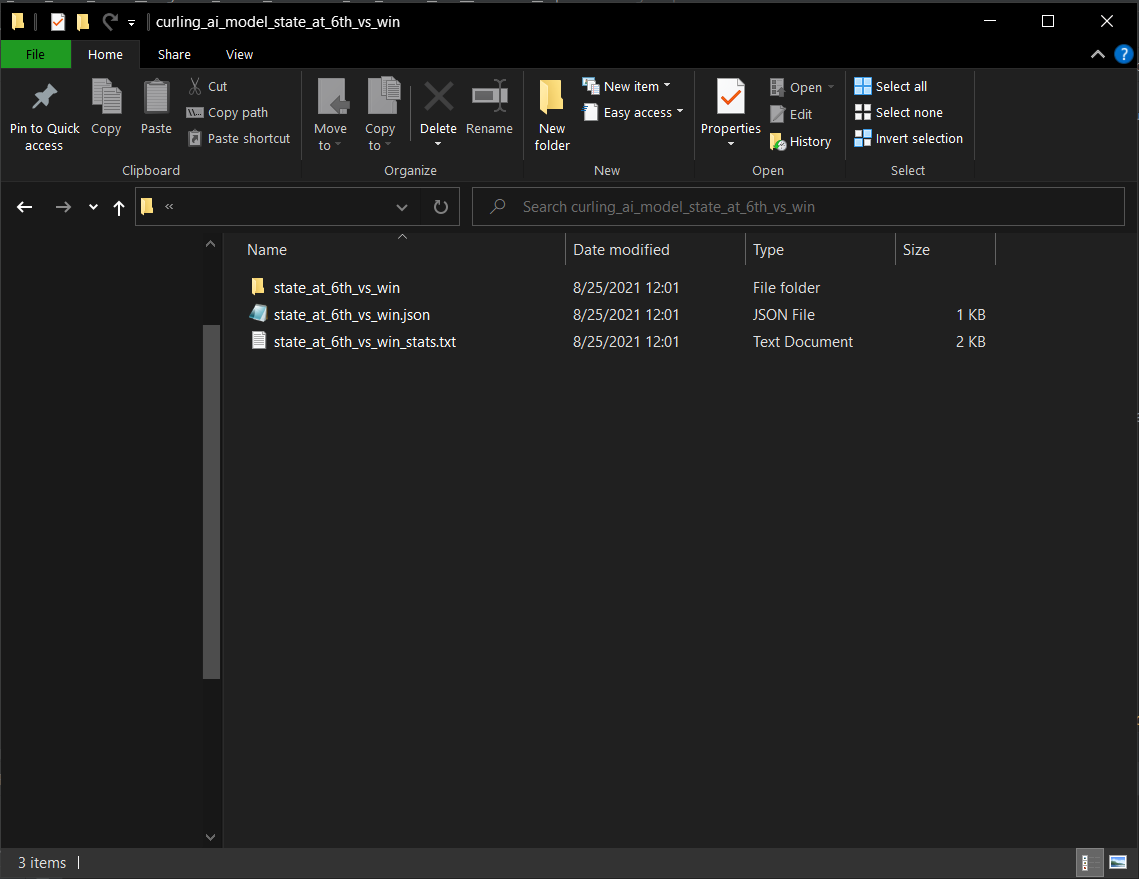 curling_ai_model_state_at_6th_vs_win
File Home Share View
?
Pin to Quick access
Copy
Paste
Cut
Copy path
Paste shortcut
Clipboard
Move to
Copy to
Delete
Rename
Organize
New folder
New item
Easy access
New
Properties
Open
Edit
History
Open
Select all
Select none
Invert selection
Select
«
Search curling_ai_model_state_at_6th_vs_win
Name Date modified Type Size
state_at_6th_vs_win 8/25/2021 12:01 File folder
state_at_6th_vs_win.json 8/25/2021 12:01 JSON File 1 KB
state_at_6th_vs_win_stats.txt 8/25/2021 12:01 Text Document 2 KB
3 items